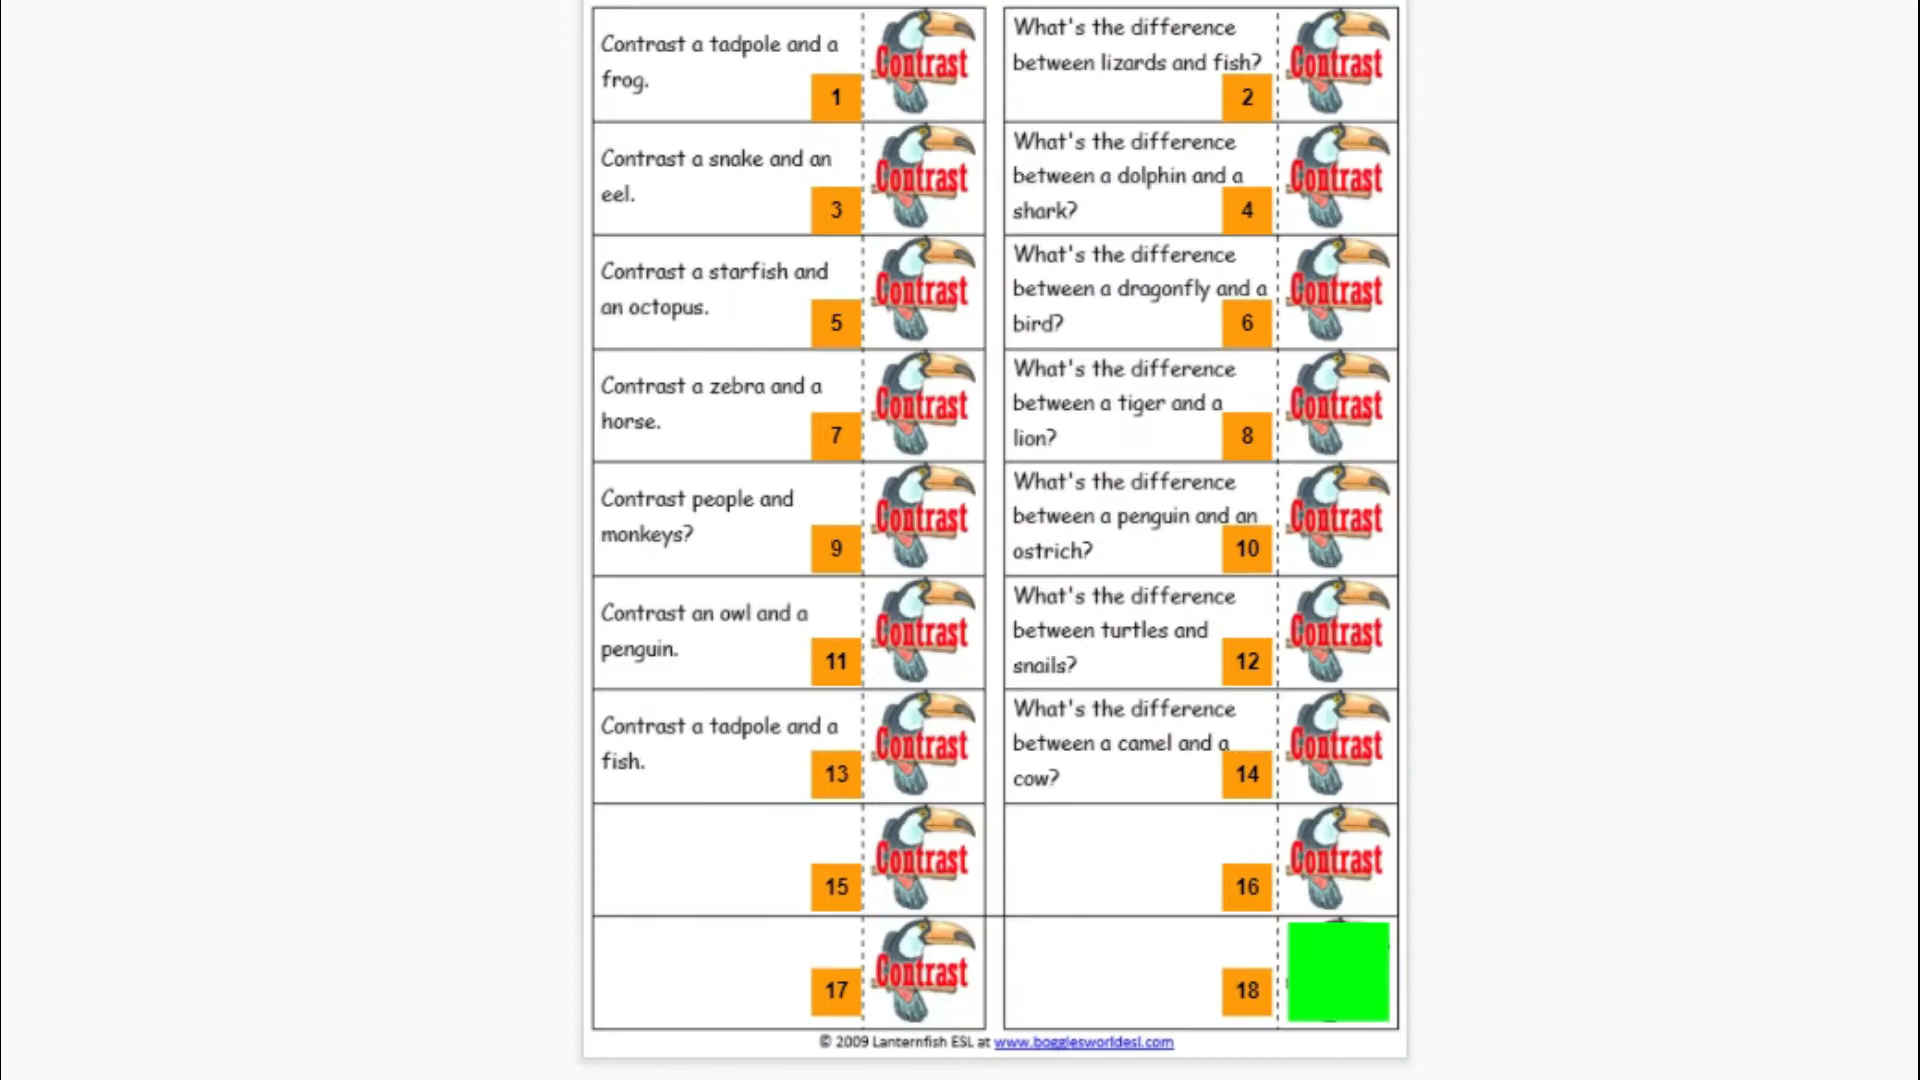 Contrast a tadpole and a
frog.
1
Contrast
What's the difference
between lizards and fish?
2
Contrast
Contrast a snake and an
eel.
3
Contrast
What's the difference
between a dolphin and a
shark?
4
Contrast
Contrast a starfish and
an octopus.
5
Contrast
What's the difference
between a dragonfly and a
bird?
6
Contrast
Contrast a zebra and a
horse.
7
Contrast
What's the difference
between a tiger and a
lion?
8
Contrast
Contrast people and
monkeys?
9
Contrast
What's the difference
between a penguin and an
ostrich?
10
Contrast
Contrast an owl and a
penguin.
11
Contrast
What's the difference
between turtles and
snails?
12
Contrast
Contrast a tadpole and a
fish.
13
Contrast
What's the difference
between a camel and a
cow?
14
Contrast
15
Contrast
16
Contrast
17
Contrast
18
© 2009 Lanternfish ESL at www.bogglesworldesl.com